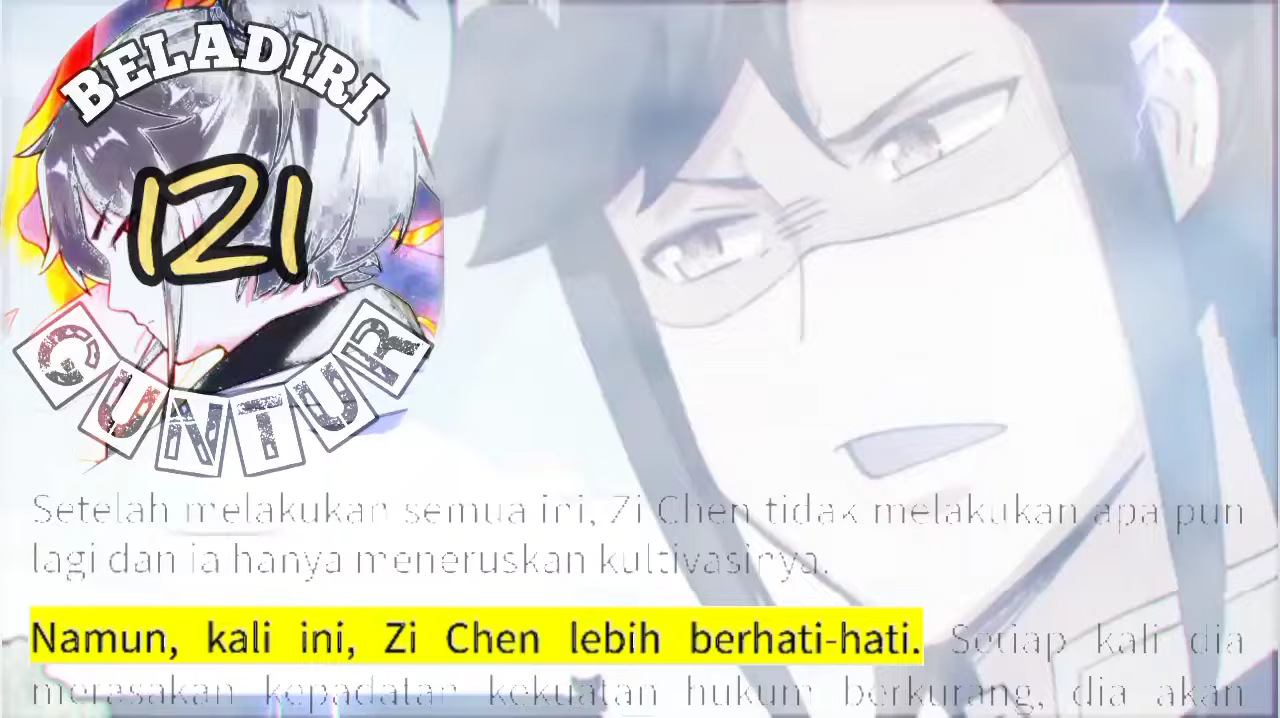 BELADIRI
121
GUNTUR
Setelah melakukan semua ini, Zi Chen tidak melakukan apa pun
lagi dan ia hanya meneruskan kultivasinya.
Namun, kali ini, Zi Chen lebih berhati-hati. Setiap kali dia
merasakan kepadatan kekuatan hukum berkurang, dia akan